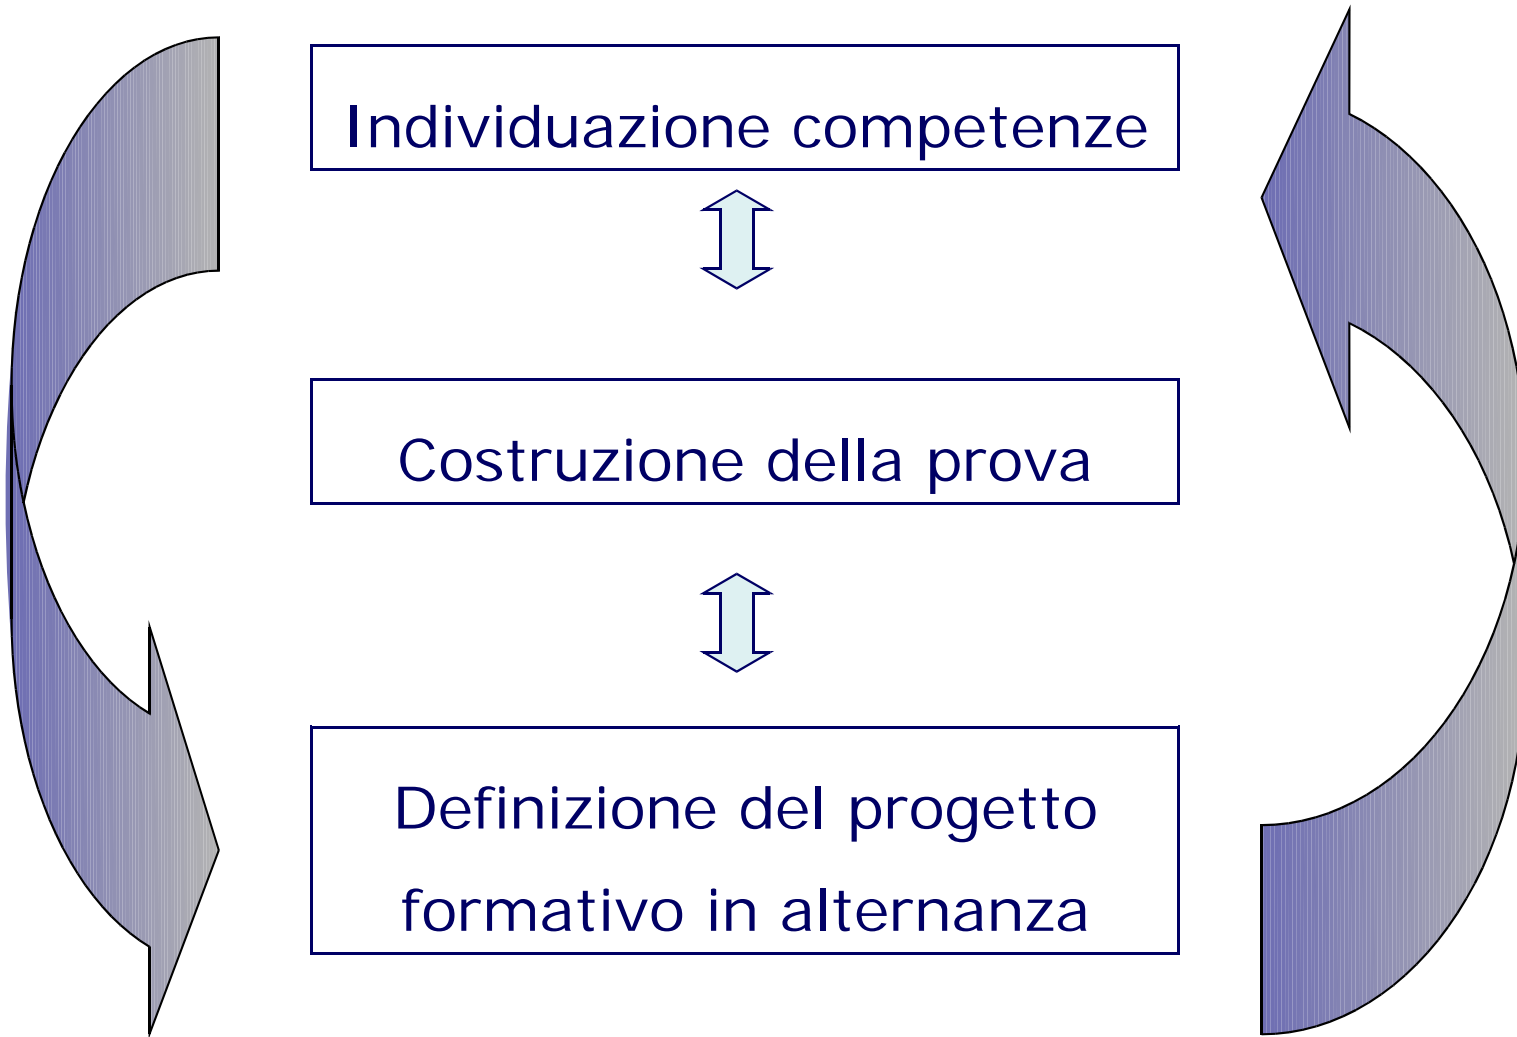 Individuazione competenze
Costruzione della prova
Definizione del progetto
formativo in alternanza